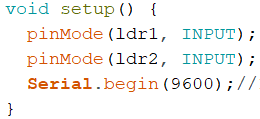 void setup() {
  pinMode(ldr1, INPUT);
  pinMode(ldr2, INPUT);
  Serial.begin(9600);//
}